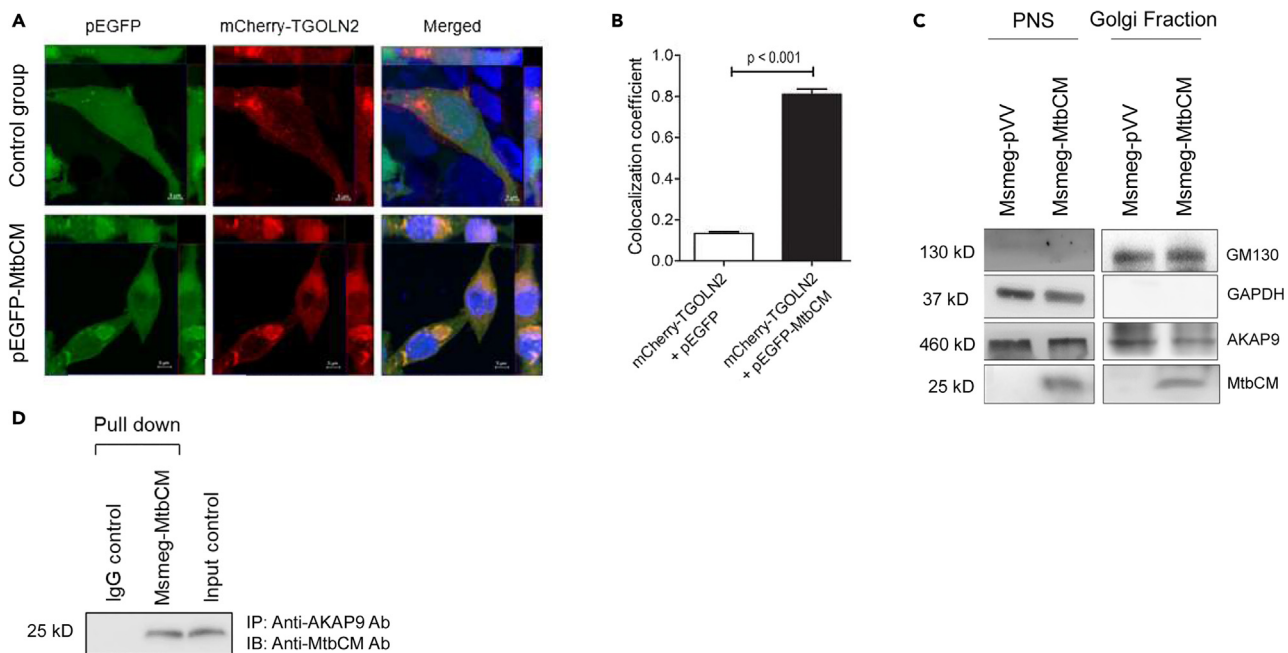 A
pEGFP
mCherry-TGOLN2
Merged
Control group
pEGFP-MtbCM
5 µm
B
p < 0.001
Colocalization coefficient
1.0
0.8
0.6
0.4
0.2
0.0
mCherry-TGOLN2
+ pEGFP
mCherry-TGOLN2
+ pEGFP-MtbCM
C
PNS
Golgi Fraction
Msmeg-pVV
Msmeg-MtbCM
Msmeg-pVV
Msmeg-MtbCM
130 kD
GM130
37 kD
GAPDH
460 kD
AKAP9
25 kD
MtbCM
D
Pull down
IgG control
Msmeg-MtbCM
Input control
25 kD
IP: Anti-AKAP9 Ab
IB: Anti-MtbCM Ab